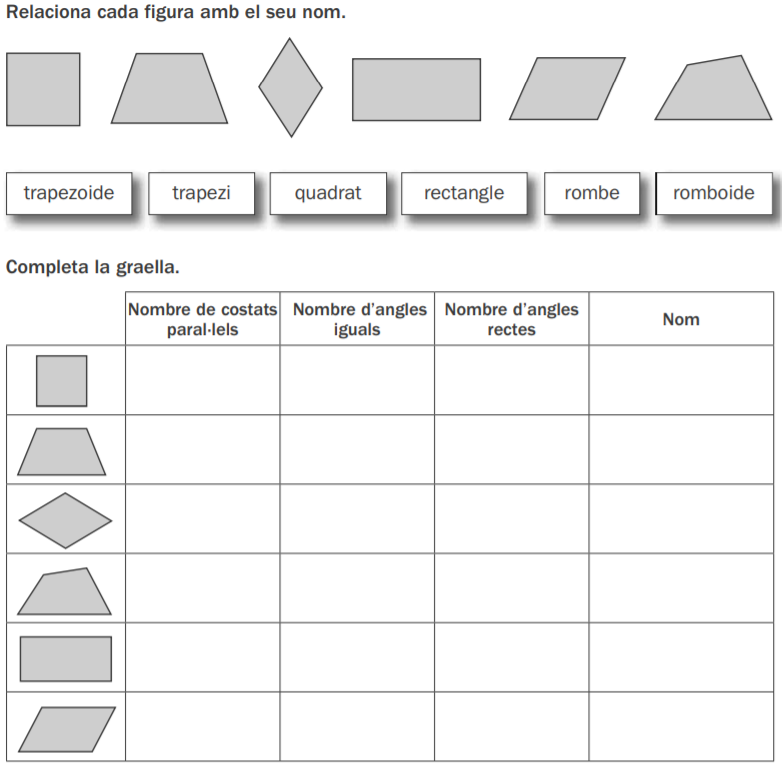 Relaciona cada figura amb el seu nom.
trapezoide trapezi quadrat rectangle rombe romboide
Completa la graella.
Nombre de costats paral·lels Nombre d'angles iguals Nombre d'angles rectes Nom